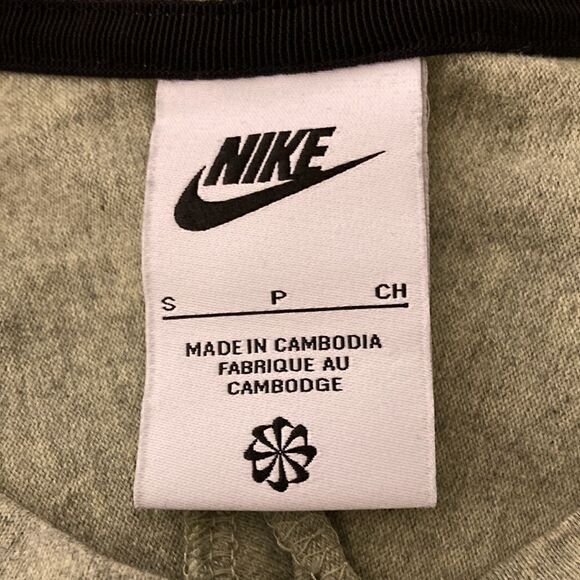 NIKE
S P CH
MADE IN CAMBODIA
FABRIQUE AU
CAMBODGE